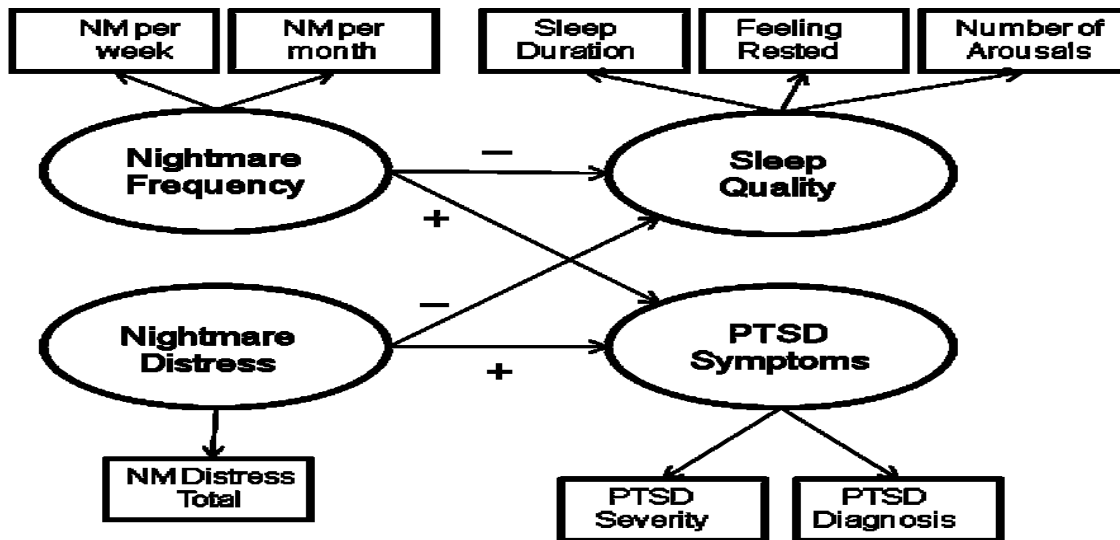 NM per
week
NM per
month
Sleep
Duration
Feeling
Rested
Number of
Arousals
Nightmare
Frequency
−
Sleep
Quality
+
−
Nightmare
Distress
+
PTSD
Symptoms
NM Distress
Total
PTSD
Severity
PTSD
Diagnosis